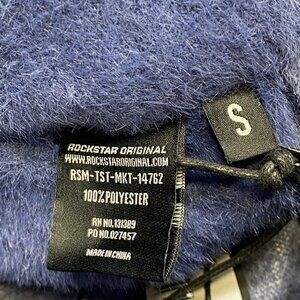 ROCKSTAR ORIGINAL
WWW.ROCKSTARORIGINAL.COM
RSM-TST-MKT-14762
100%POLYESTER
RN NO.131389
PO NO.027457
MADE IN CHINA
S